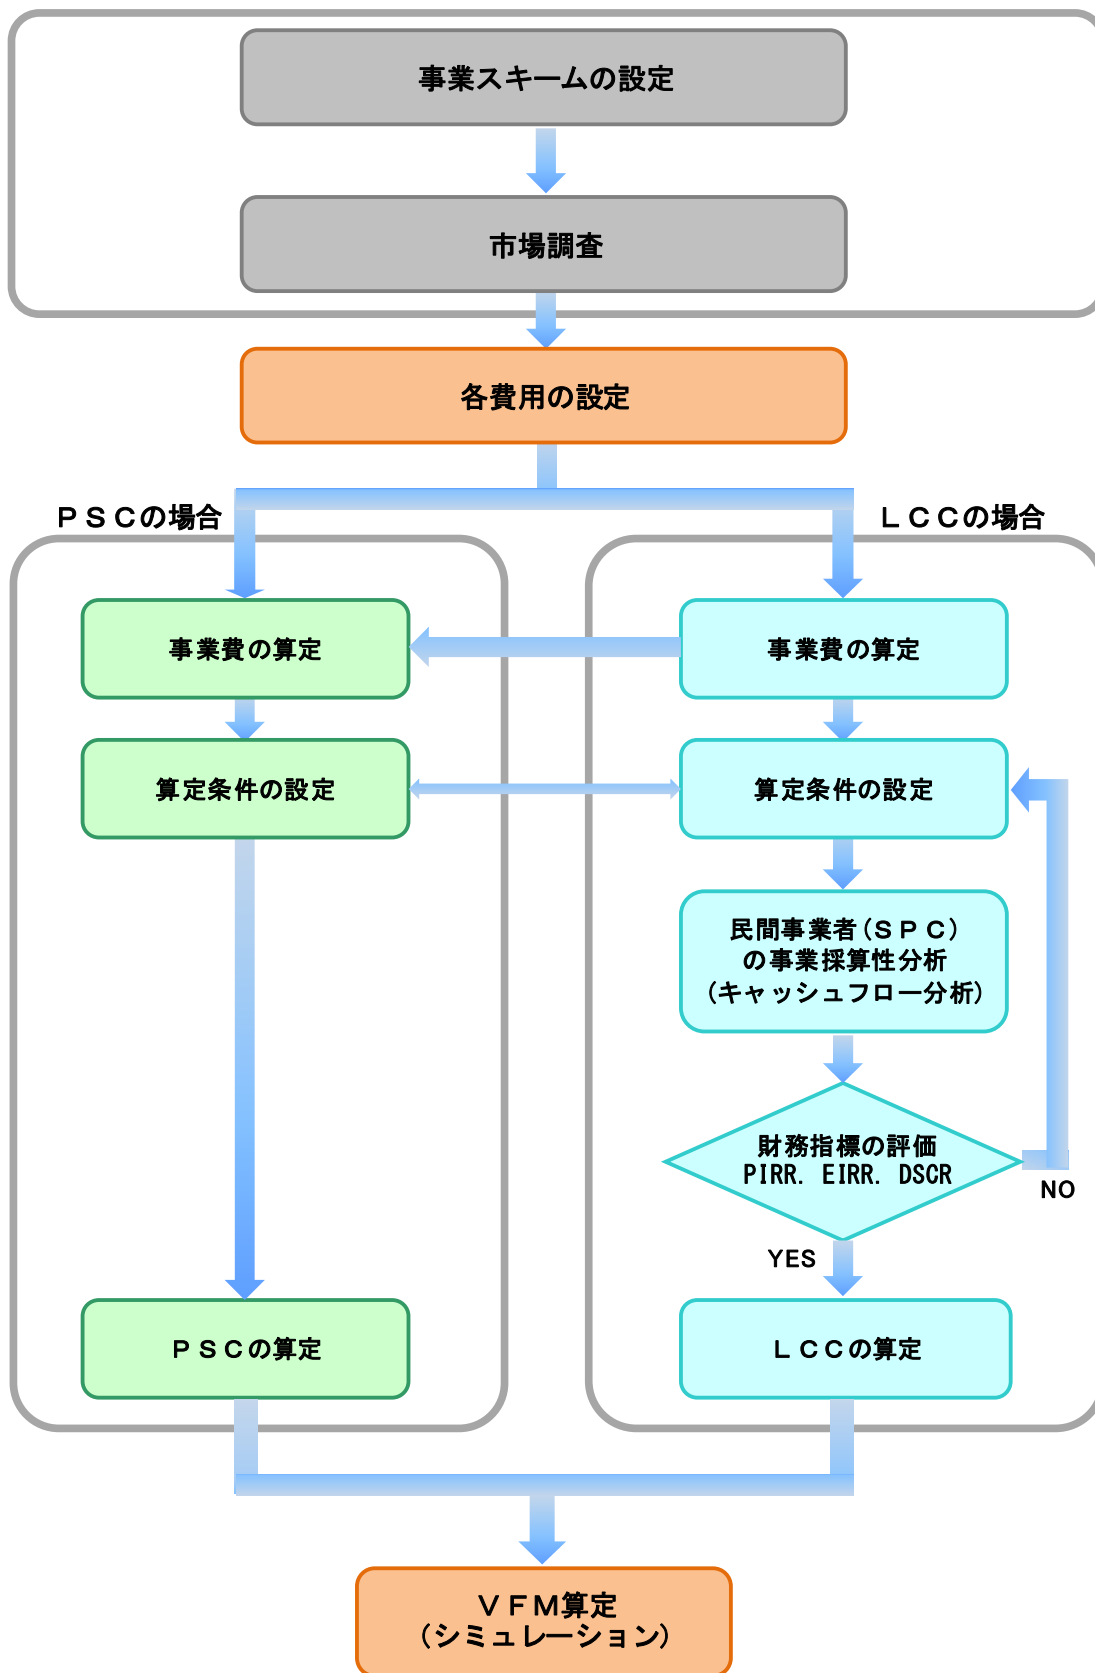 事業スキームの設定
市場調査
各費用の設定
ＰＳＣの場合
ＬＣＣの場合
事業費の算定
事業費の算定
算定条件の設定
算定条件の設定
民間事業者（ＳＰＣ）
の事業採算性分析
（キャッシュフロー分析）
財務指標の評価
PIRR. EIRR. DSCR
NO
YES
ＰＳＣの算定
ＬＣＣの算定
ＶＦＭ算定
（シミュレーション）